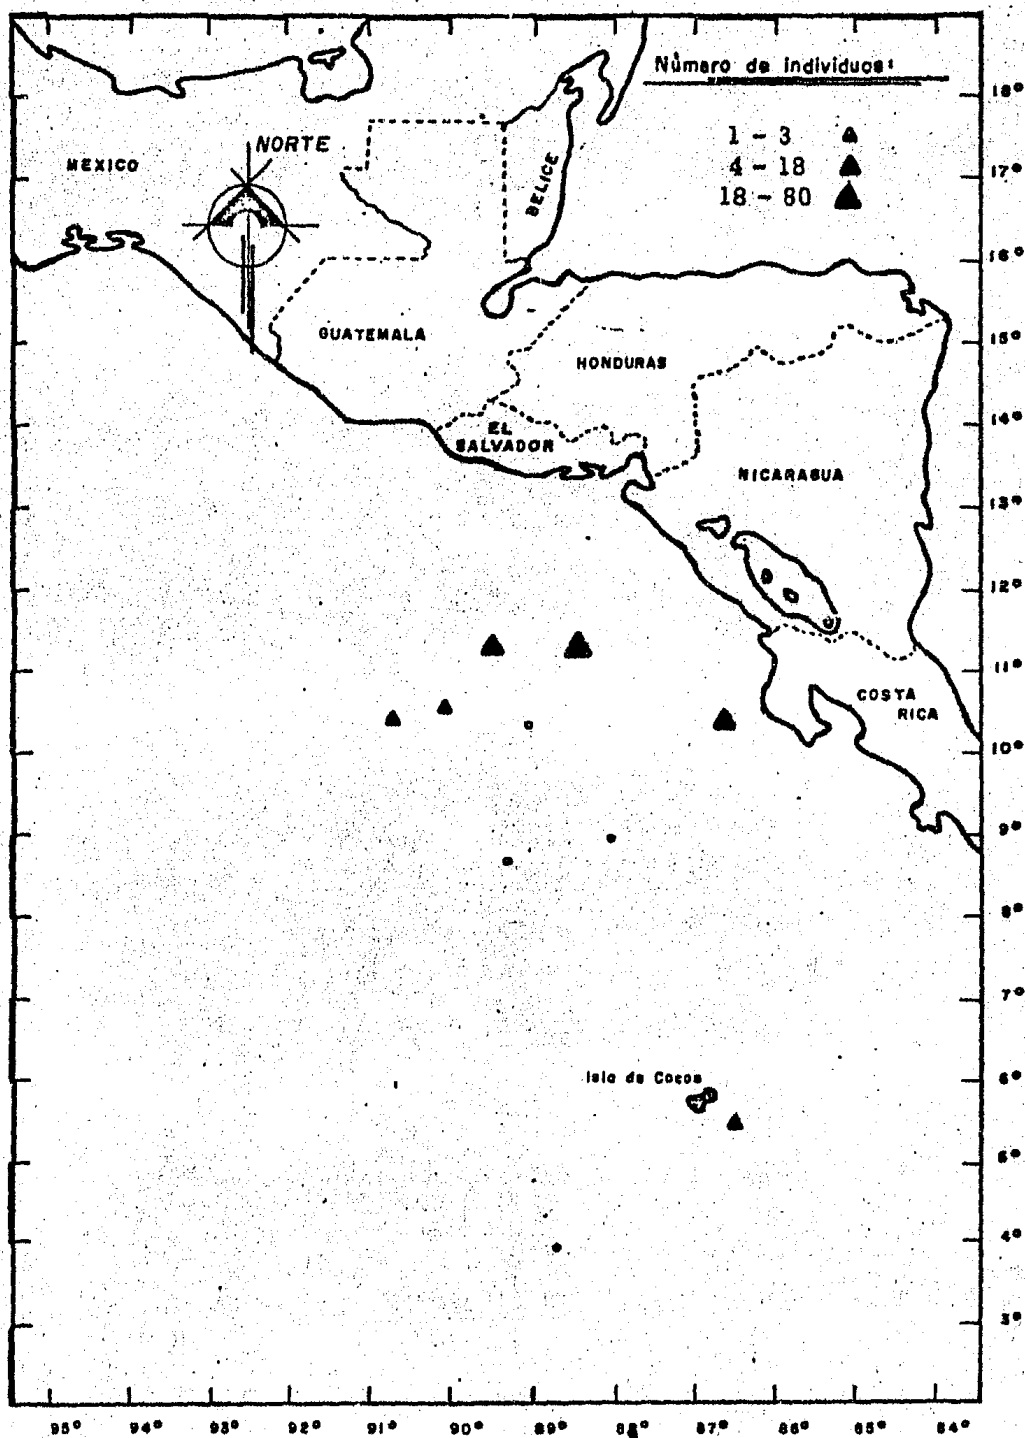 Número de individuos:
1 - 3
4 - 18
18 - 80
NORTE
MEXICO
BELICE
GUATEMALA
HONDURAS
EL
SALVADOR
NICARAGUA
COSTA
RICA
Isla de Cocos
18°
17°
16°
15°
14°
13°
12°
11°
10°
9°
8°
7°
6°
5°
4°
3°
95° 94° 93° 92° 91° 90° 89° 88° 87° 86° 85° 84°